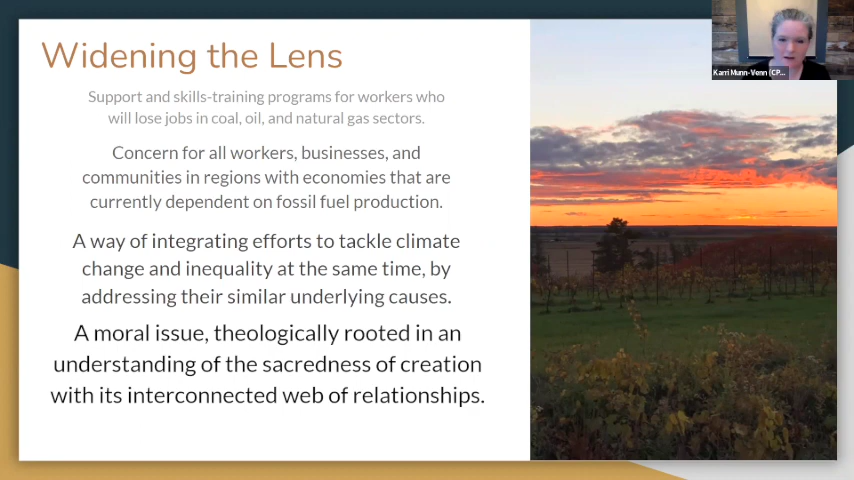 Widening the Lens
Karri Munn-Venn (CP...
Support and skills-training programs for workers who
will lose jobs in coal, oil, and natural gas sectors.
Concern for all workers, businesses, and
communities in regions with economies that are
currently dependent on fossil fuel production.
A way of integrating efforts to tackle climate
change and inequality at the same time, by
addressing their similar underlying causes.
A moral issue, theologically rooted in an
understanding of the sacredness of creation
with its interconnected web of relationships.